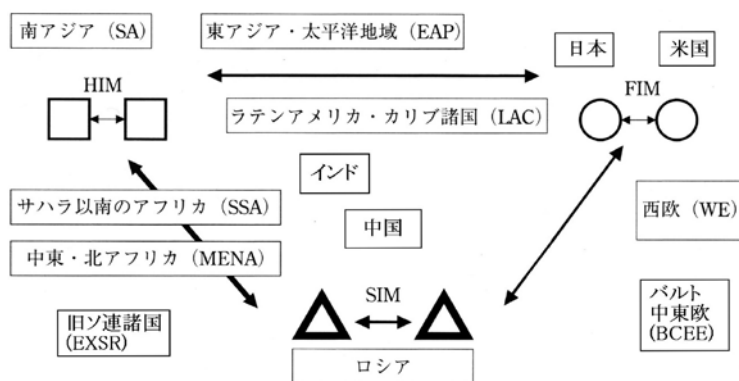 南アジア（SA）
東アジア・太平洋地域（EAP）
日本
米国
HIM
FIM
ラテンアメリカ・カリブ諸国（LAC）
インド
サハラ以南のアフリカ（SSA）
西欧（WE）
中国
中東・北アフリカ（MENA）
旧ソ連諸国
(EXSR)
SIM
バルト
中東欧
(BCEE)
ロシア